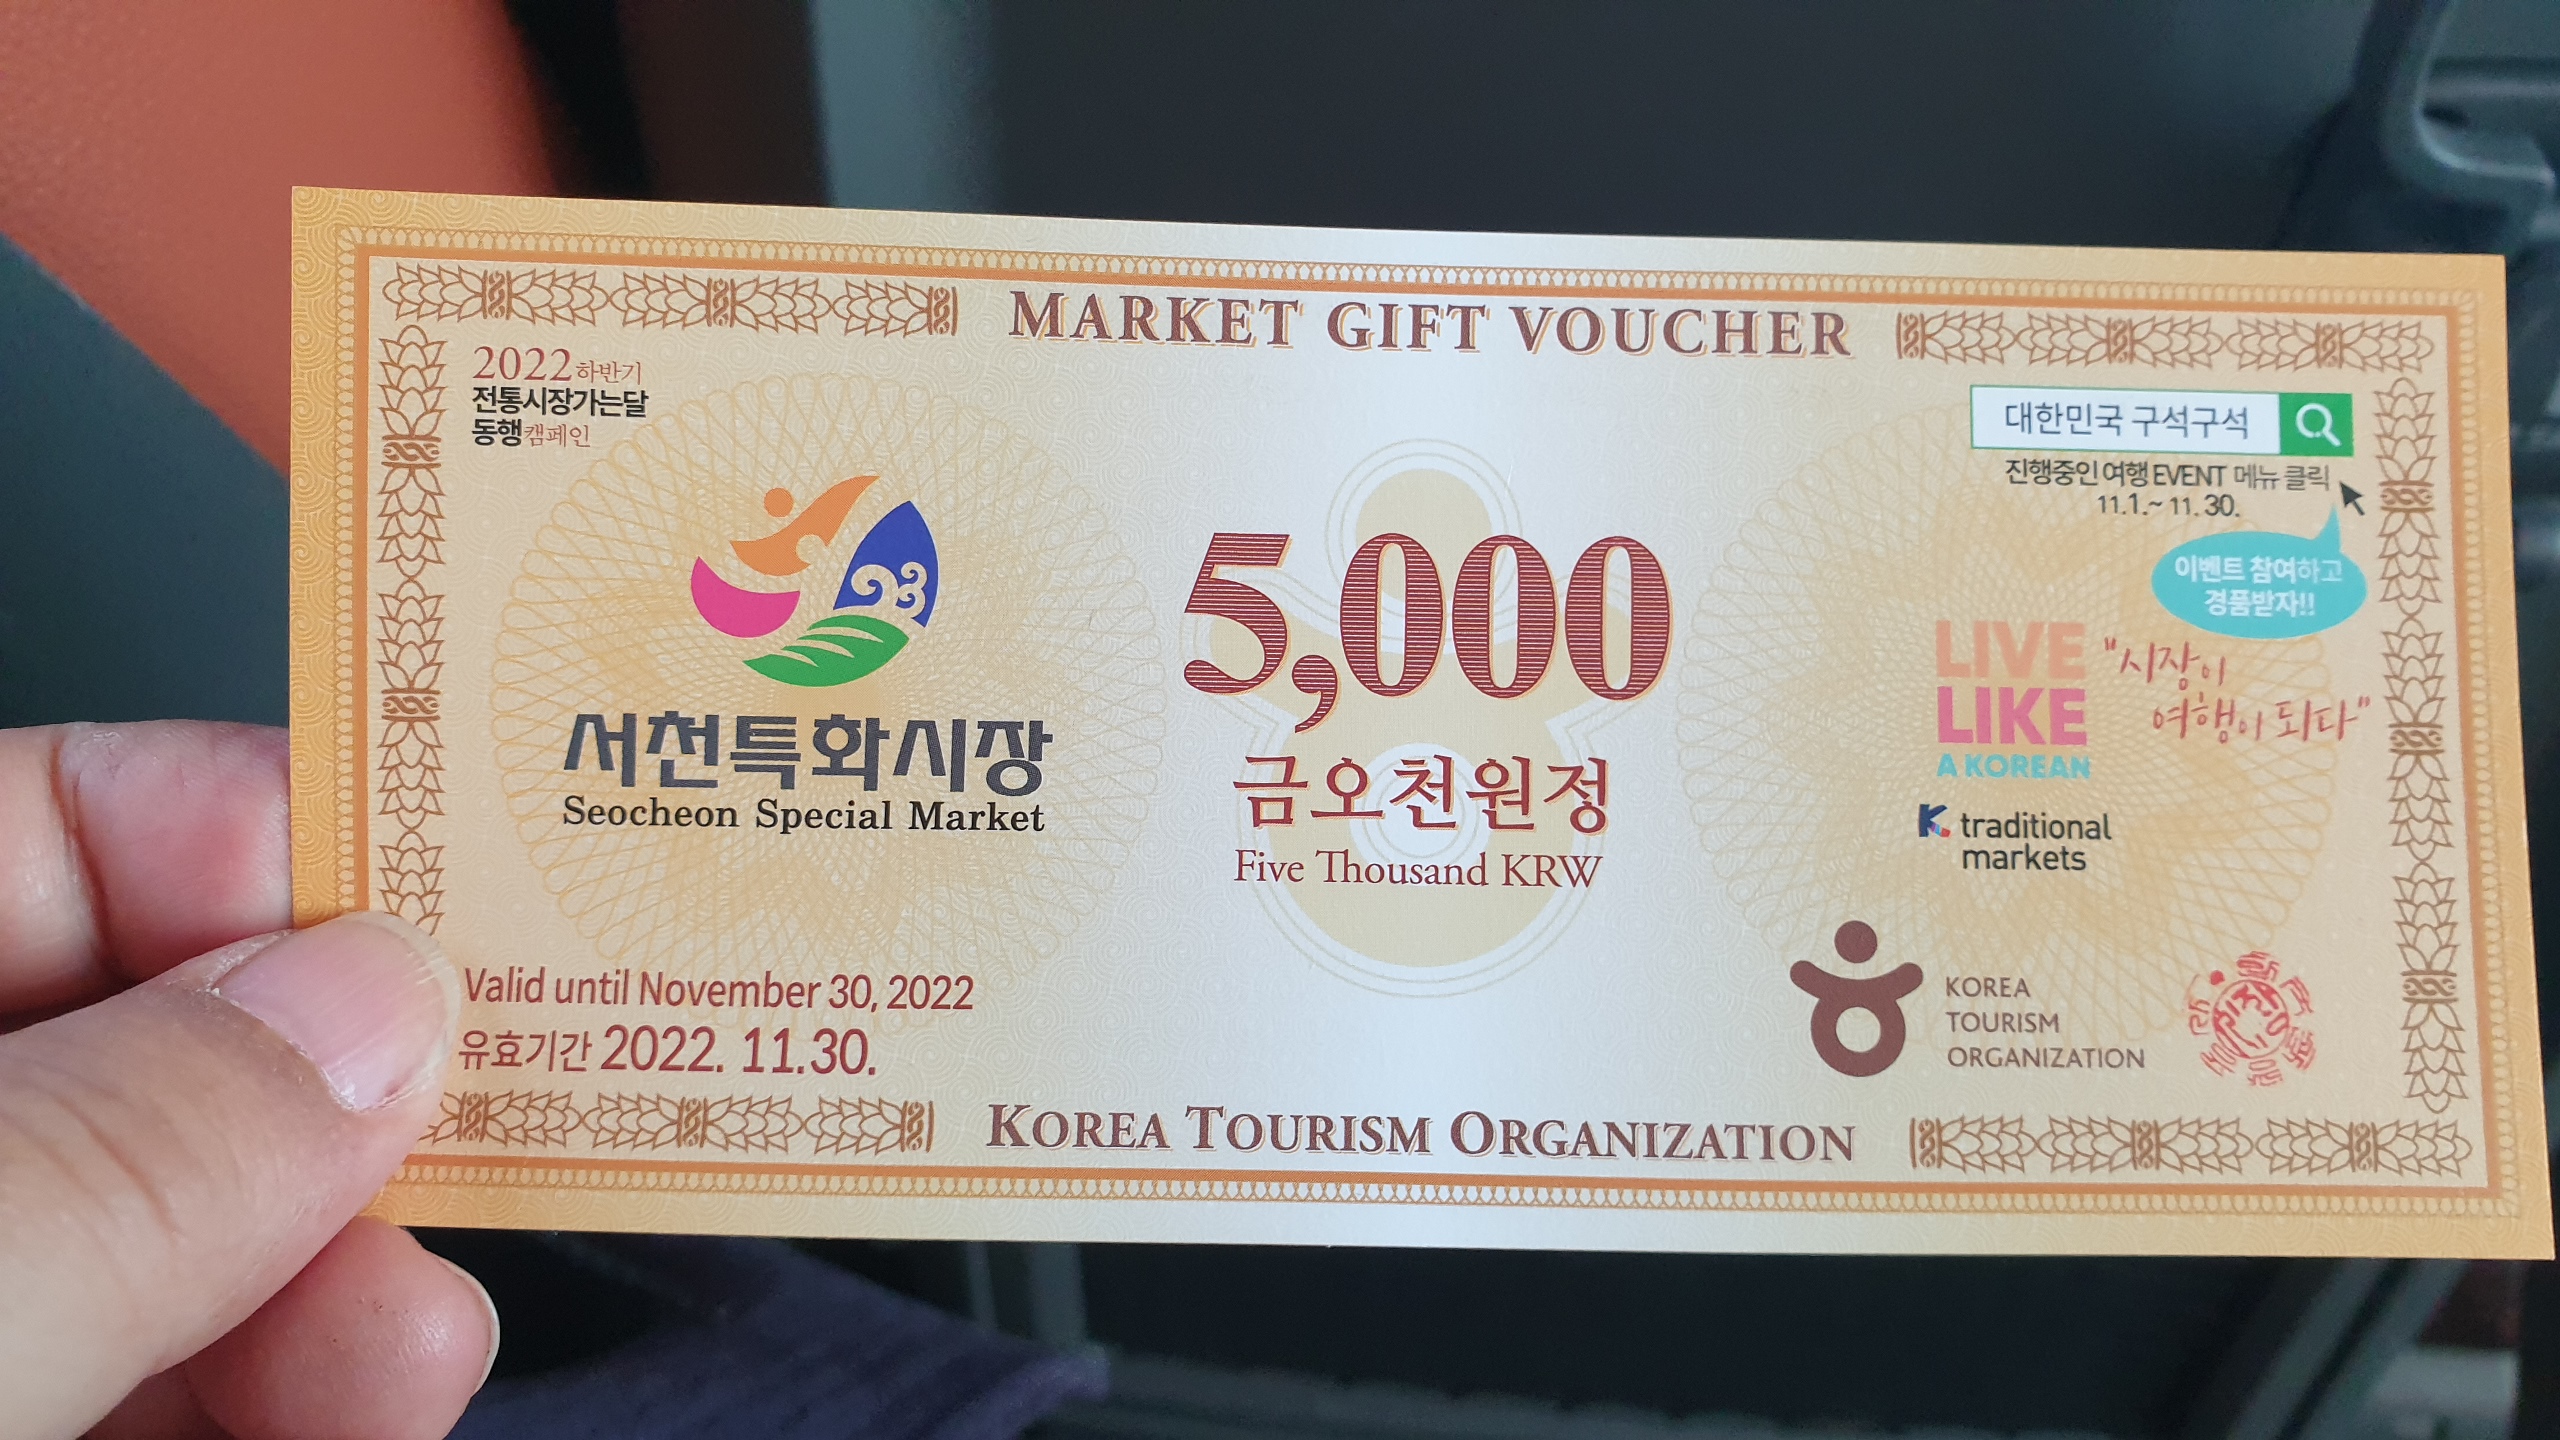 MARKET GIFT VOUCHER
2022 하반기
전통시장가는달
동행캠페인
서천특화시장
Seocheon Special Market
Valid until November 30, 2022
유효기간 2022. 11.30.
5,000
금오천원정
Five Thousand KRW
대한민국 구석구석
진행중인 여행 EVENT 메뉴 클릭
11.1.~ 11. 30.
이벤트 참여하고
경품받자!!
LIVE
LIKE
A KOREAN
"시장이
여행이 되다"
K traditional
markets
KOREA
TOURISM
ORGANIZATION
KOREA TOURISM ORGANIZATION